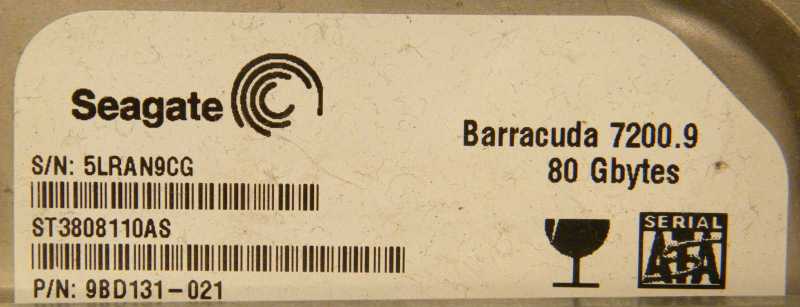 Seagate
Barracuda 7200.9
80 Gbytes
S/N: 5LRAN9CG
ST3808110AS
P/N: 9BD131-021
SERIAL
ATA